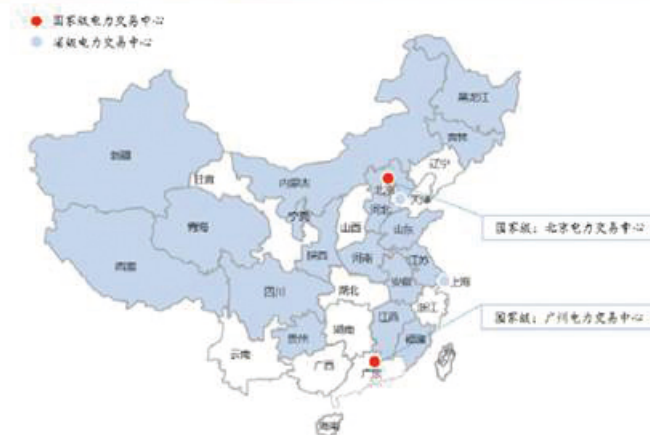 国家级电力交易中心
省级电力交易中心
黑龙江
吉林
新疆
辽宁
甘肃
内蒙古
北京
天津
宁夏
河北
山西
山东
青海
国家级：北京电力交易中心
陕西
河南
江苏
西藏
安徽
上海
四川
湖北
浙江
国家级：广州电力交易中心
江西
湖南
贵州
福建
云南
广西
广东
海南